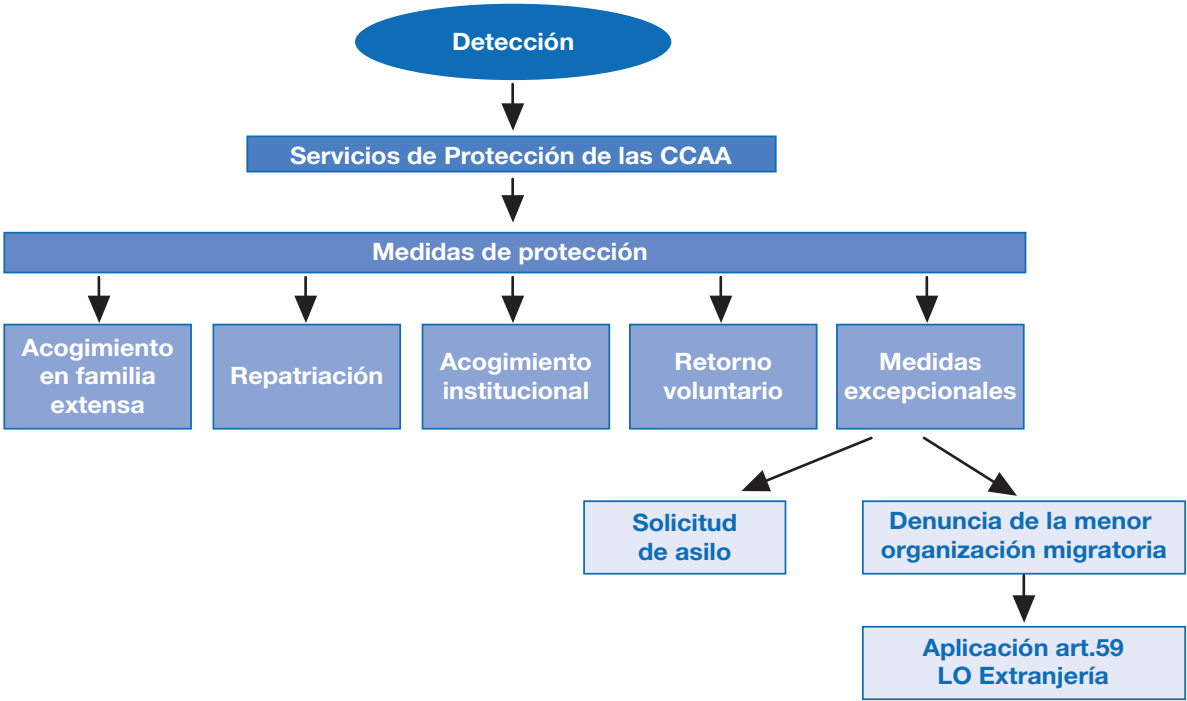 Detección
Servicios de Protección de las CCAA
Medidas de protección
Acogimiento
en familia
extensa
Repatriación
Acogimiento
institucional
Retorno
voluntario
Medidas
excepcionales
Solicitud
de asilo
Denuncia de la menor
organización migratoria
Aplicación art.59
LO Extranjería